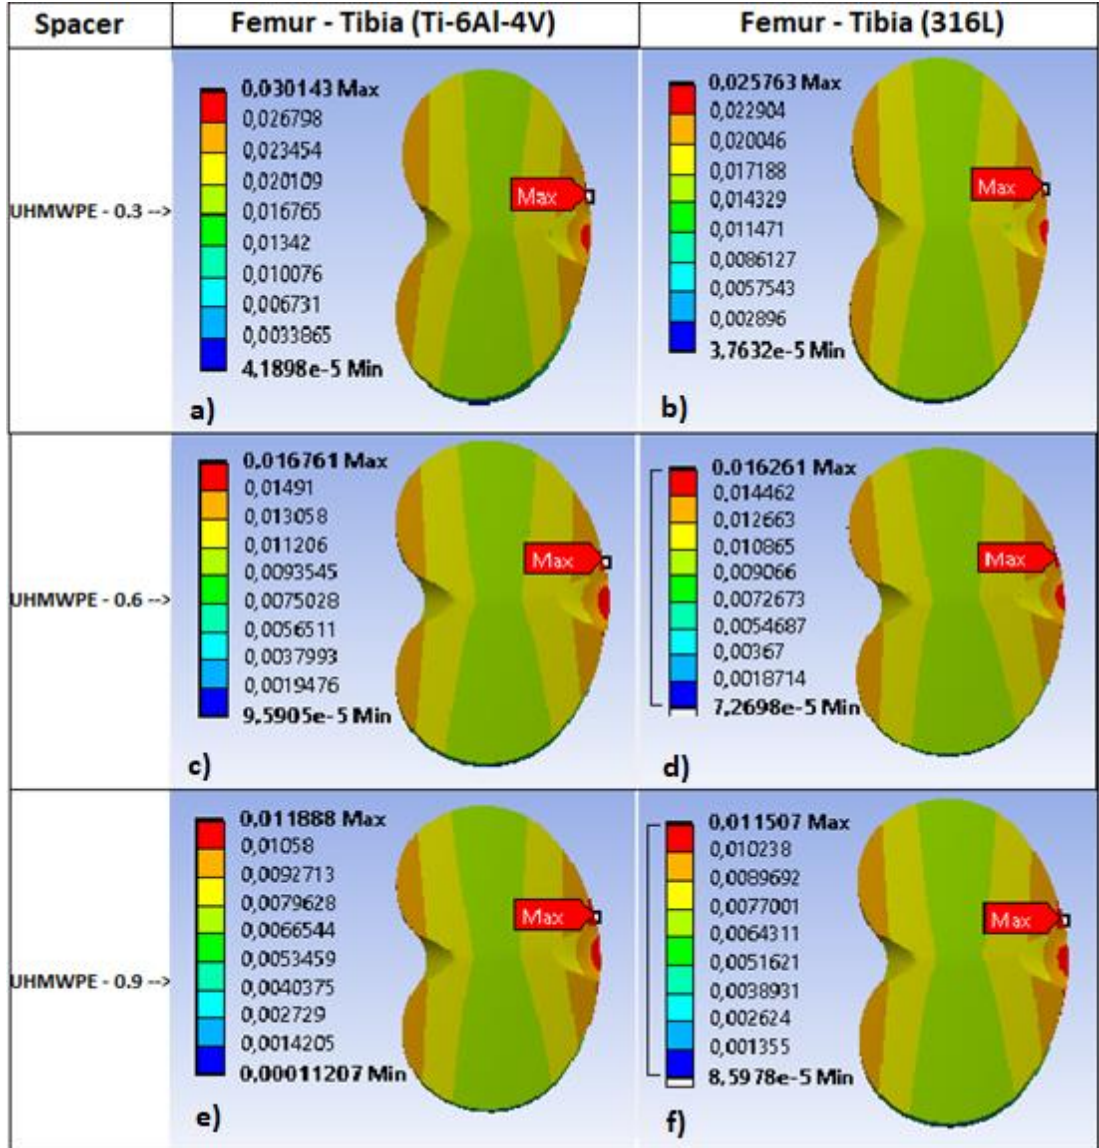 Spacer
Femur - Tibia (Ti-6Al-4V)
Femur - Tibia (316L)
UHMWPE - 0.3 -->
0,030143 Max
0,026798
0,023454
0,020109
0,016765
0,01342
0,010076
0,006731
0,0033865
4,1898e-5 Min
Max
a)
0,025763 Max
0,022904
0,020046
0,017188
0,014329
0,011471
0,0086127
0,0057543
0,002896
3,7632e-5 Min
Max
b)
UHMWPE - 0.6 -->
0,016761 Max
0,01491
0,013058
0,011206
0,0093545
0,0075028
0,0056511
0,0037993
0,0019476
9,5905e-5 Min
Max
c)
0,016261 Max
0,014462
0,012663
0,010865
0,009066
0,0072673
0,0054687
0,00367
0,0018714
7,2698e-5 Min
Max
d)
UHMWPE - 0.9 -->
0,011888 Max
0,01058
0,0092713
0,0079628
0,0066544
0,0053459
0,0040375
0,002729
0,0014205
0,00011207 Min
Max
e)
0,011507 Max
0,010238
0,0089692
0,0077001
0,0064311
0,0051621
0,0038931
0,002624
0,001355
8,5978e-5 Min
Max
f)